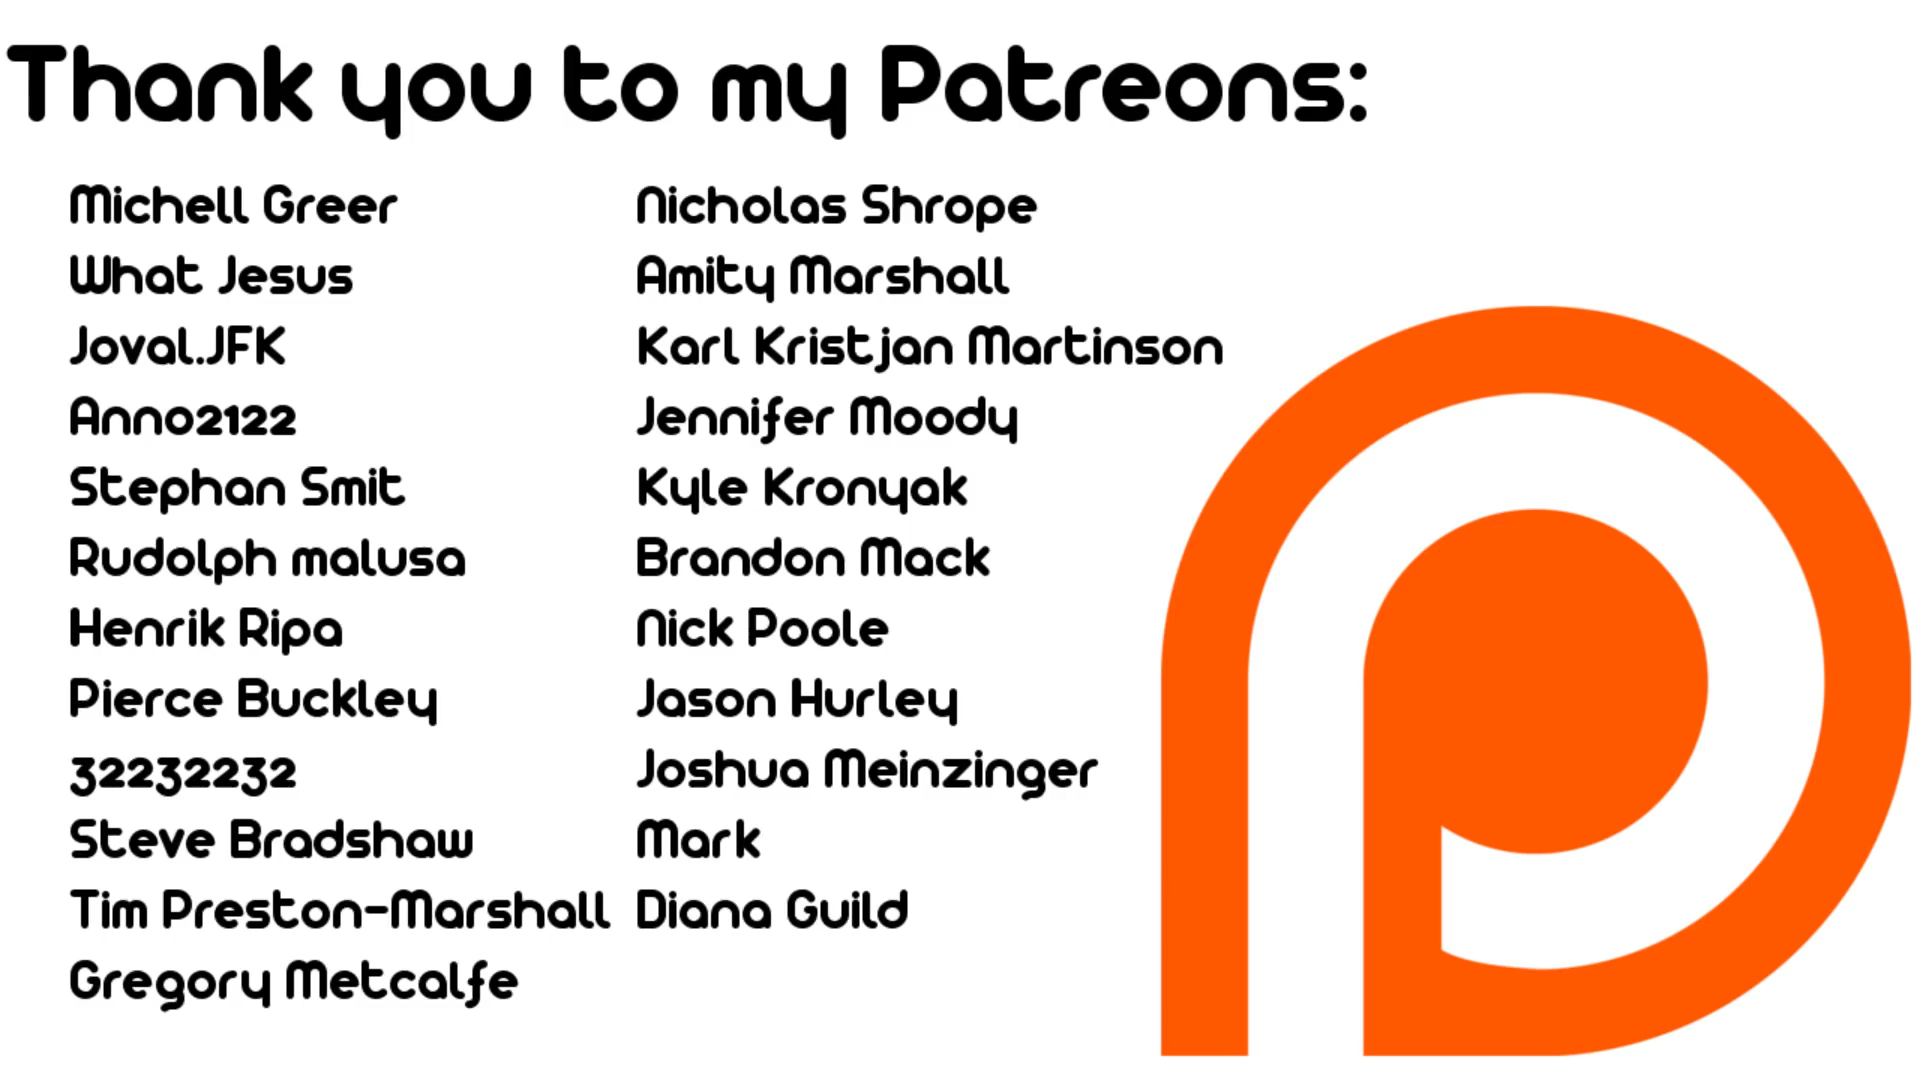 Thank you to my Patreons:
Michell Greer
What Jesus
Joval.JFK
Anno2122
Stephan Smit
Rudolph malusa
Henrik Ripa
Pierce Buckley
32232232
Steve Bradshaw
Tim Preston-Marshall
Gregory Metcalfe
Nicholas Shrope
Amity Marshall
Karl Kristjan Martinson
Jennifer Moody
Kyle Kronyak
Brandon Mack
Nick Poole
Jason Hurley
Joshua Meinzinger
Mark
Diana Guild